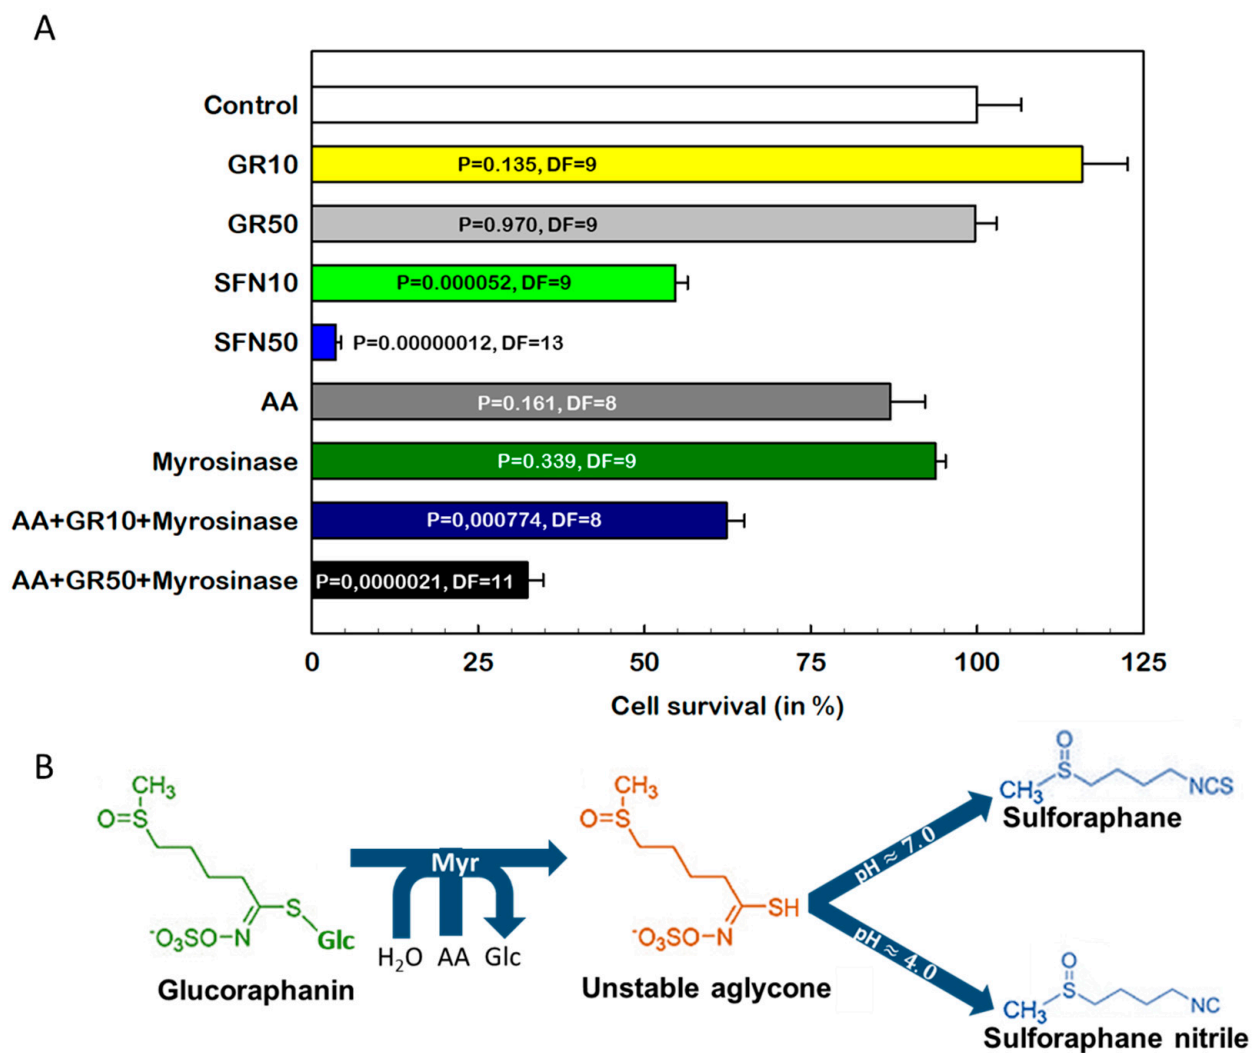 A
Control
GR10 P=0.135, DF=9
GR50 P=0.970, DF=9
SFN10 P=0.000052, DF=9
SFN50 P=0.00000012, DF=13
AA P=0.161, DF=8
Myrosinase P=0.339, DF=9
AA+GR10+Myrosinase P=0,000774, DF=8
AA+GR50+Myrosinase P=0,0000021, DF=11
0 25 50 75 100 125
Cell survival (in %)
B
CH₃
O=S
S
⁻O₃SO–N
Glc
Glucoraphanin
Myr
H₂O AA Glc
CH₃
O=S
SH
⁻O₃SO–N
Unstable aglycone
pH ≈ 7.0
pH ≈ 4.0
O
S
CH₃
NCS
Sulforaphane
O
S
CH₃
NC
Sulforaphane nitrile